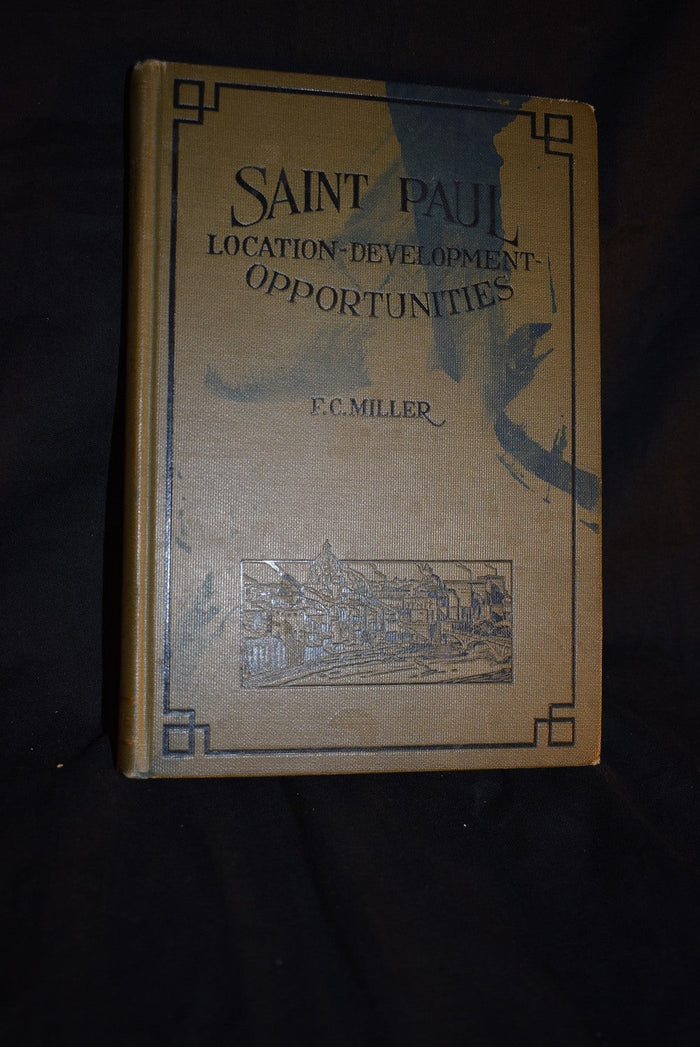 SAINT PAUL
LOCATION-DEVELOPMENT-
OPPORTUNITIES
F.C. MILLER